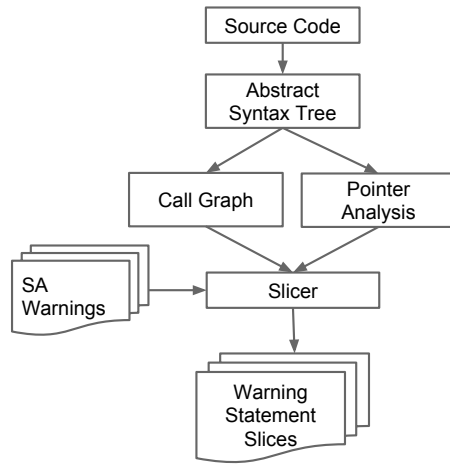 Source Code
Abstract
Syntax Tree
Call Graph
Pointer
Analysis
SA
Warnings
Slicer
Warning
Statement
Slices